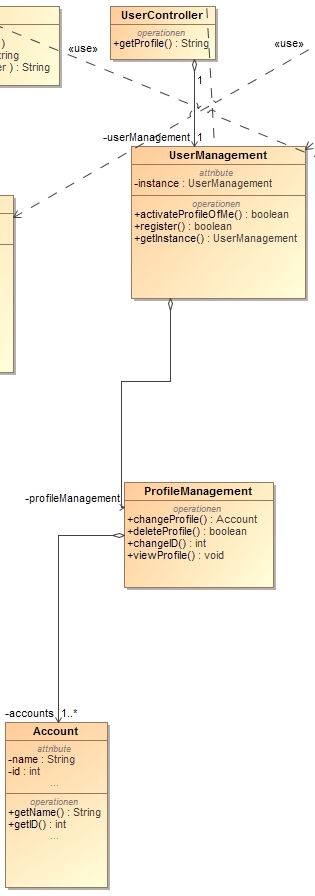 )
er ) : String
«use»
UserController
operationen
+getProfile() : String
1
«use»
-userManagement
1
UserManagement
attribute
-instance : UserManagement
operationen
+activateProfileOfMe() : boolean
+register() : boolean
+getInstance() : UserManagement
-profileManagement
ProfileManagement
operationen
+changeProfile() : Account
+deleteProfile() : boolean
+changeID() : int
+viewProfile() : void
-accounts
1..*
Account
attribute
-name : String
-id : int
...
operationen
+getName() : String
+getID() : int
...